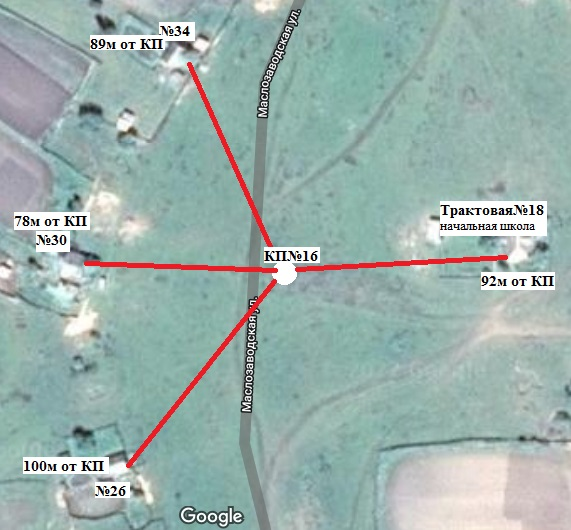 №34
89м от КП
Маслозаводская ул.
78м от КП
№30
Трактовая№18
начальная школа
КП№16
92м от КП
Маслозаводская ул.
100м от КП
№26
Google